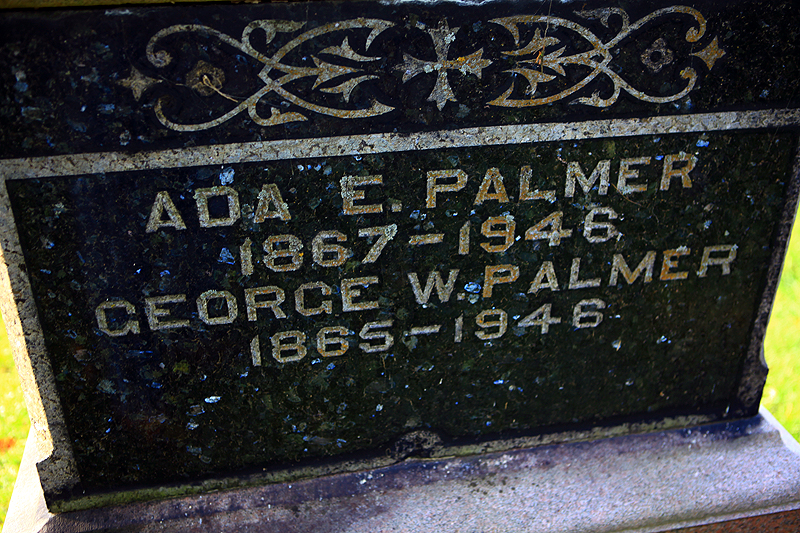 ADA E. PALMER
1867-1946
GEORGE W. PALMER
1865-1946